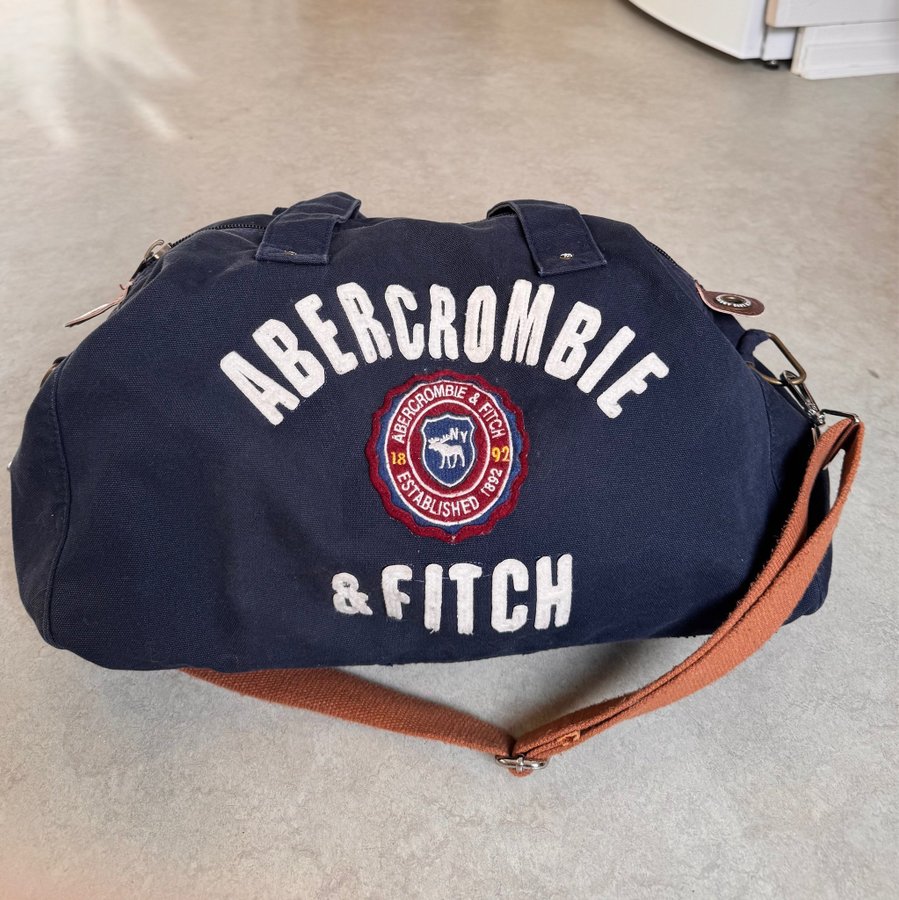 ABERCROMBIE
ABERCROMBIE & FITCH
NY
18 92
ESTABLISHED 1892
& FITCH